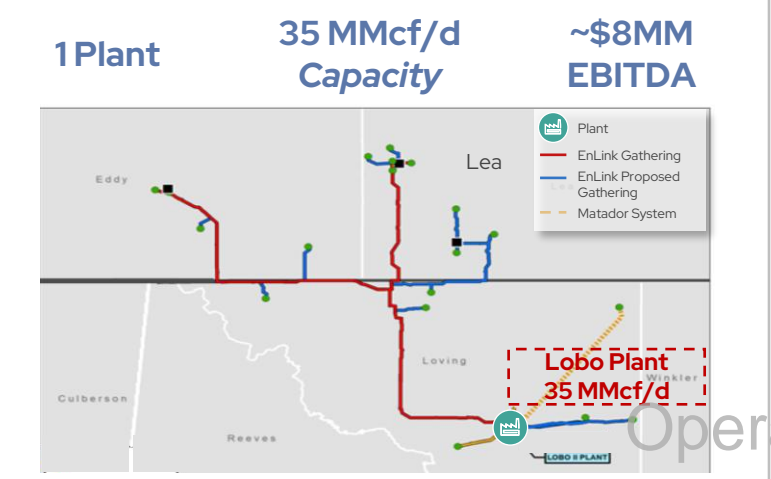 1 Plant
35 MMcf/d
Capacity
~$8MM
EBITDA
Plant
EnLink Gathering
EnLink Proposed
Gathering
Matador System
Eddy
Lea
Loving
Lobo Plant
35 MMcf/d
Winkler
Culberson
Reeves
Opera
LOBO II PLANT